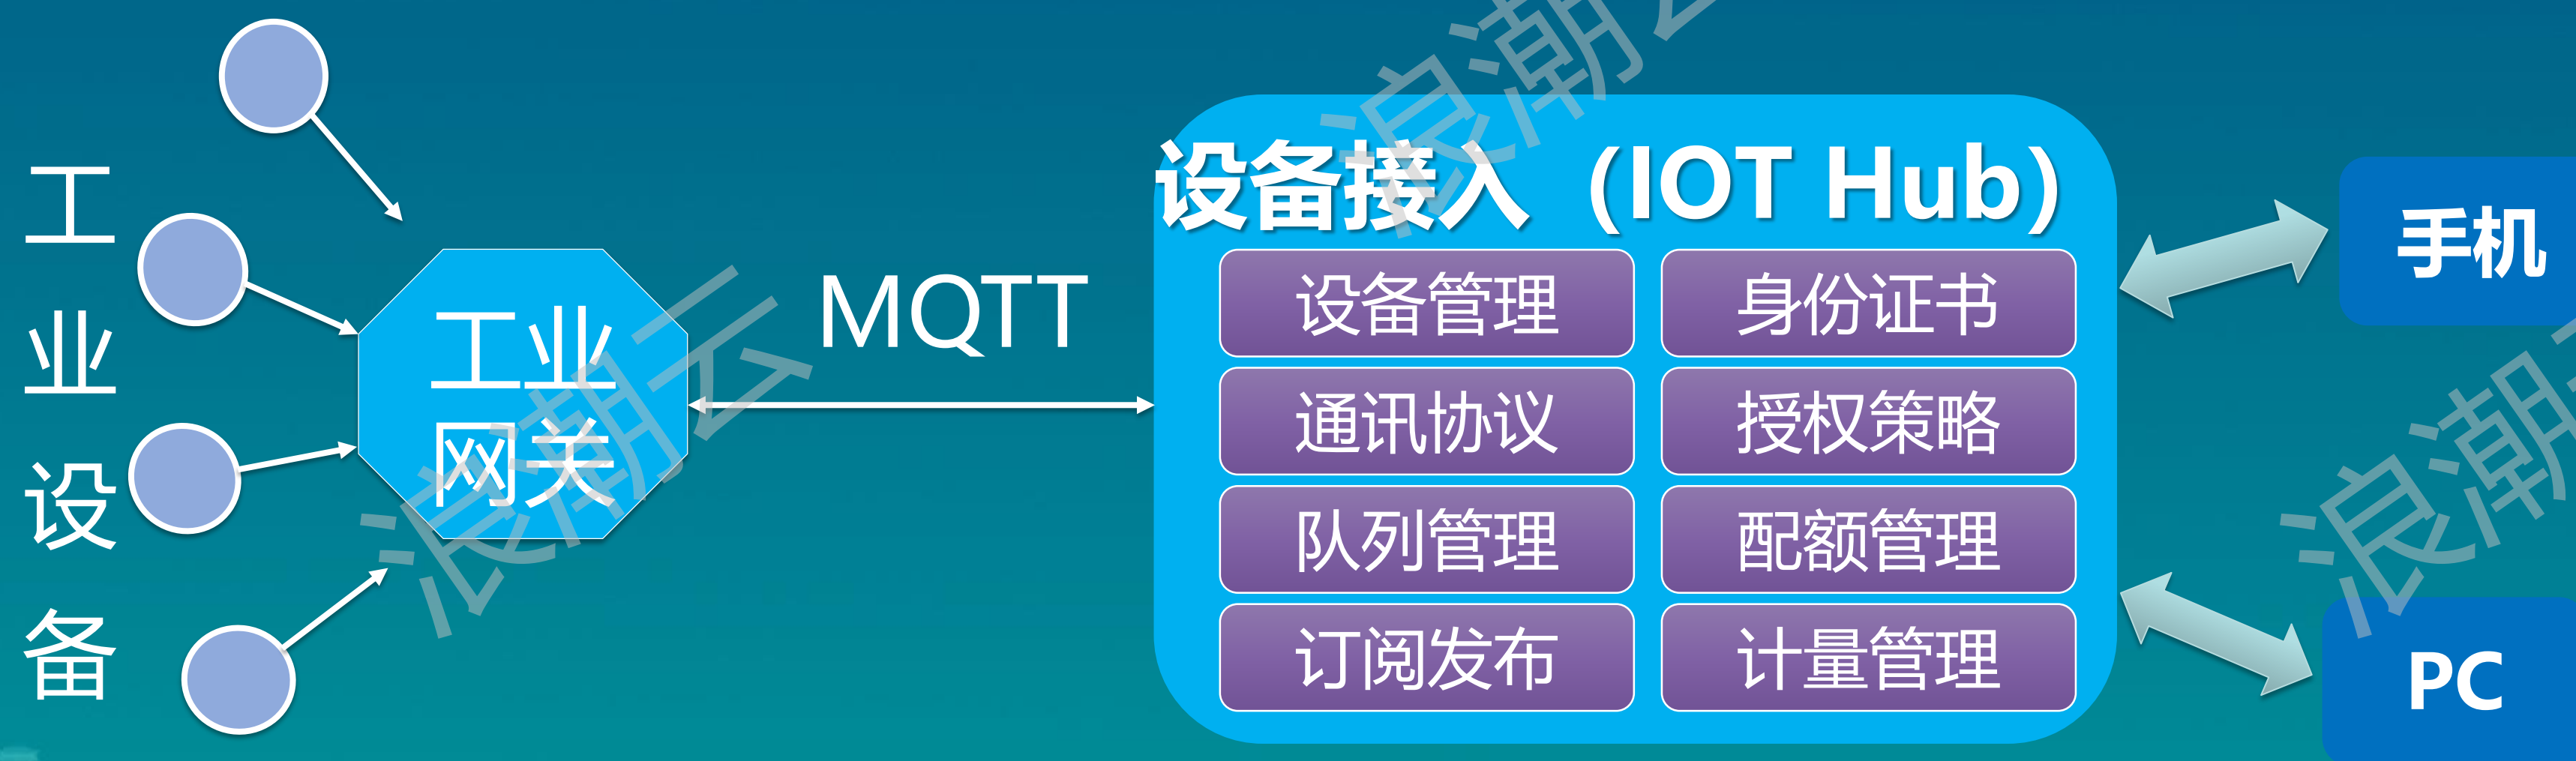 工业设备
工业
网关
MQTT
设备接入（IOT Hub）
设备管理
身份证书
通讯协议
授权策略
队列管理
配额管理
订阅发布
计量管理
手机
PC
浪潮云
浪潮云
浪潮云